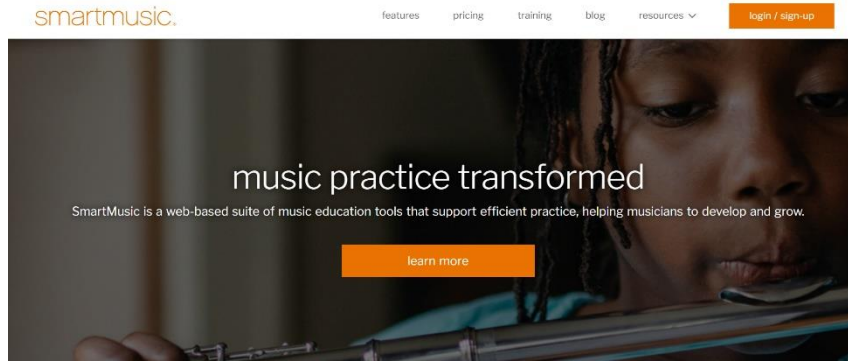 smartmusic.
features pricing training blog resources login / sign-up
music practice transformed
SmartMusic is a web-based suite of music education tools that support efficient practice, helping musicians to develop and grow.
learn more